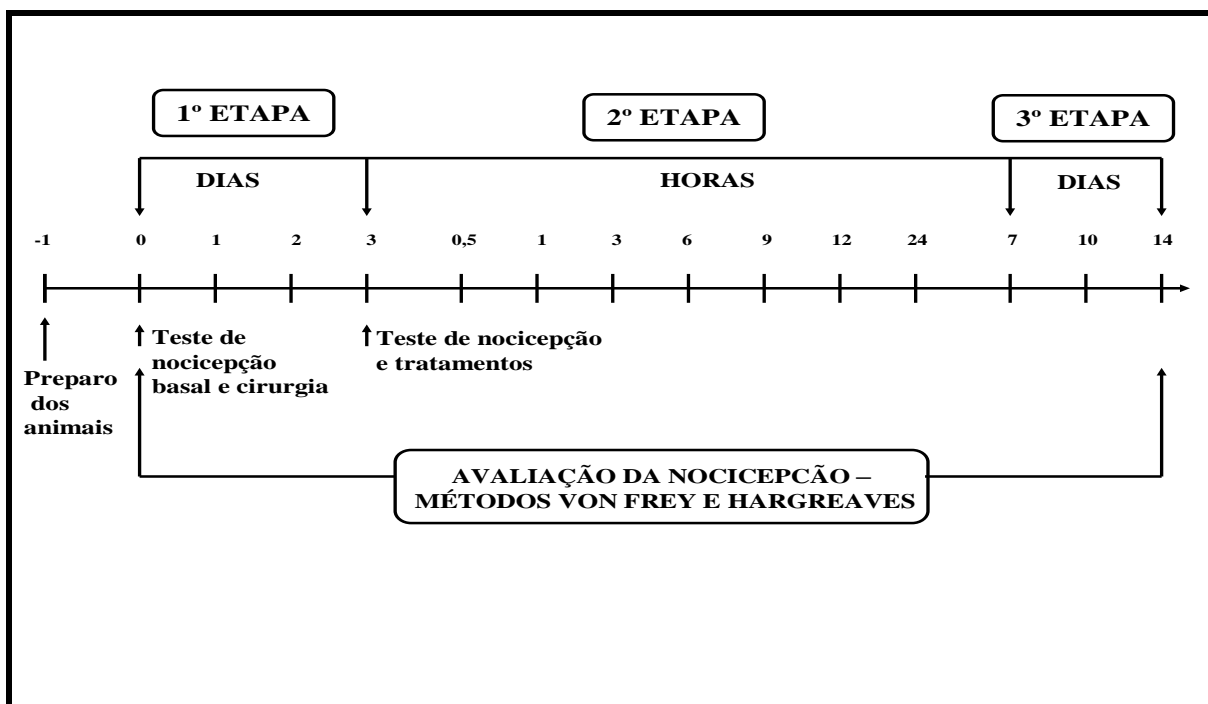 1º ETAPA
2º ETAPA
3º ETAPA
DIAS
HORAS
DIAS
-1 0 1 2 3 0,5 1 3 6 9 12 24 7 10 14
Preparo
dos
animais
Teste de
nocicepção
basal e cirurgia
Teste de nocicepção
e tratamentos
AVALIAÇÃO DA NOCICEPCÃO –
MÉTODOS VON FREY E HARGREAVES